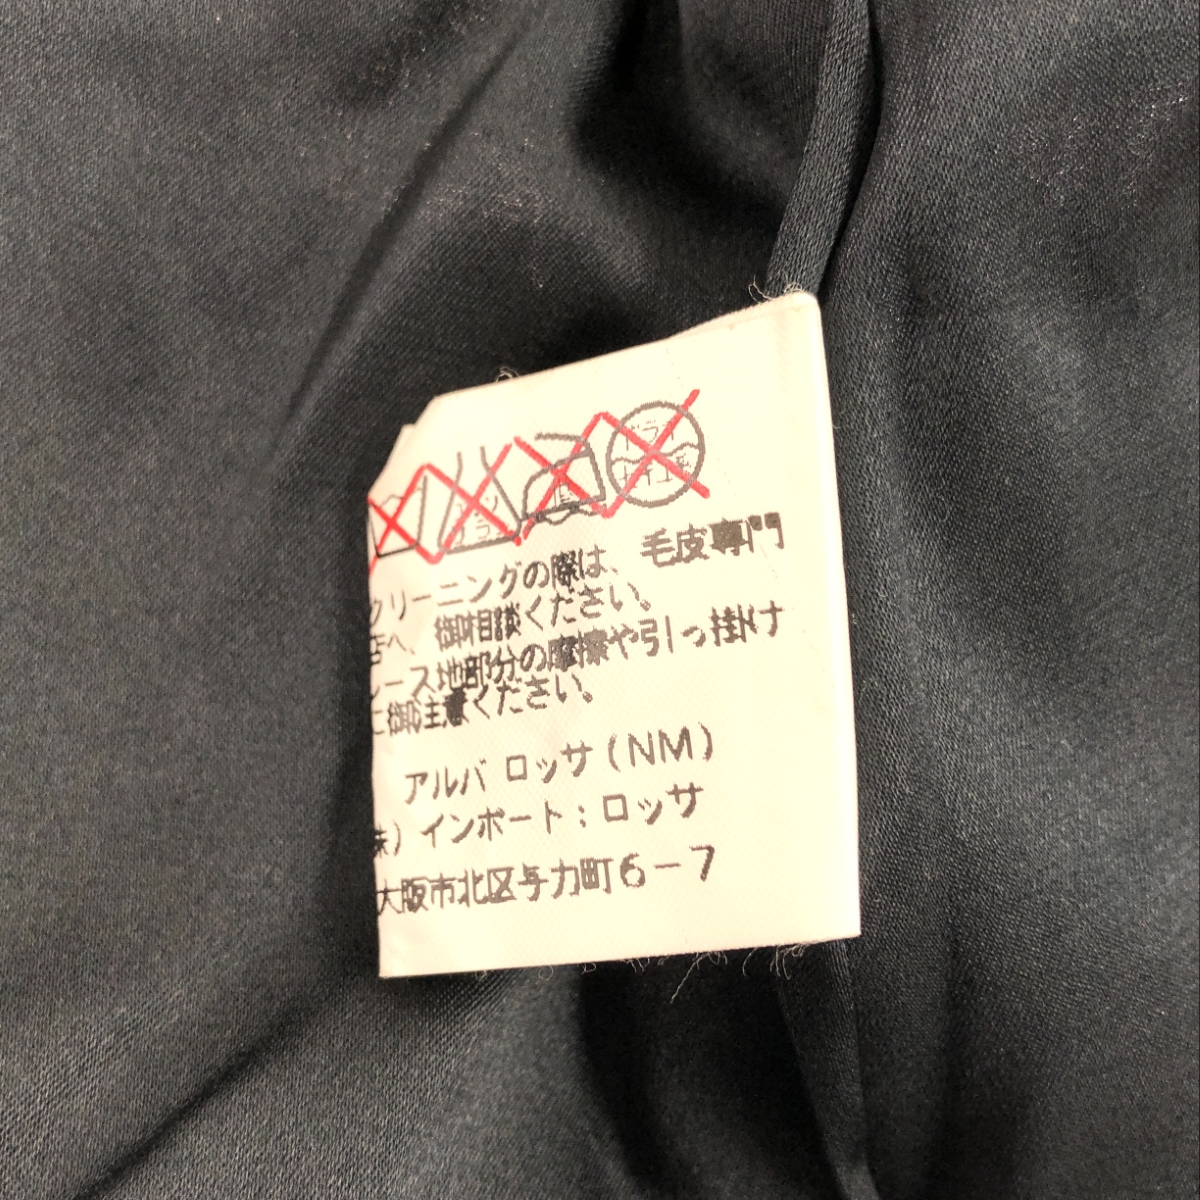 ドライ
セキユ系
クリーニングの際は、毛皮専門
店へ、御相談ください。
レース地部分の摩擦や引っ掛け
に御注意ください。
アルバ ロッサ(NM)
(株)インポート:ロッサ
大阪市北区与力町6-7